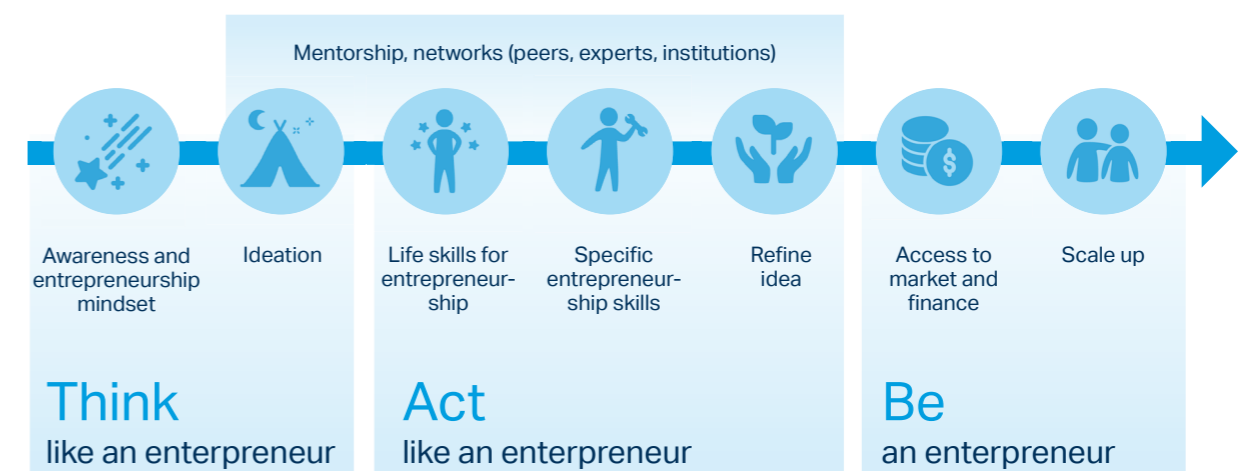 Mentorship, networks (peers, experts, institutions)
$
Awareness and
entrepreneurship
mindset
Ideation
Life skills for
entrepreneur-
ship
Specific
entrepreneur-
ship skills
Refine
idea
Access to
market and
finance
Scale up
Think
like an enterpreneur
Act
like an enterpreneur
Be
an enterpreneur